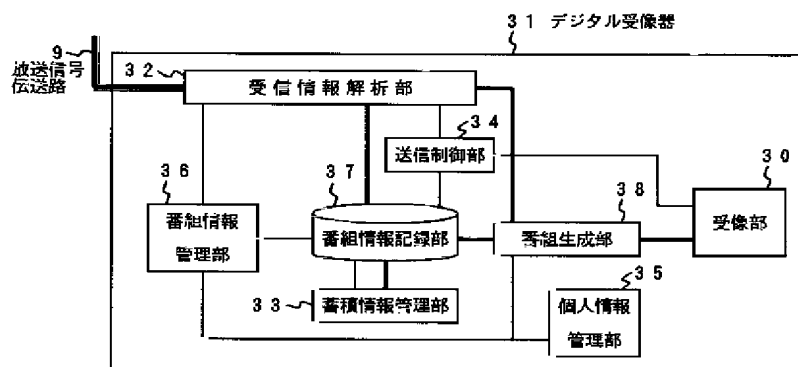 ３１ デジタル受像器
９
放送信号
伝送路
３２
受信情報解析部
３４
送信制御部
３６
番組情報
管理部
３７
番組情報記録部
３８
番組生成部
３０
受像部
３３
蓄積情報管理部
３５
個人情報
管理部